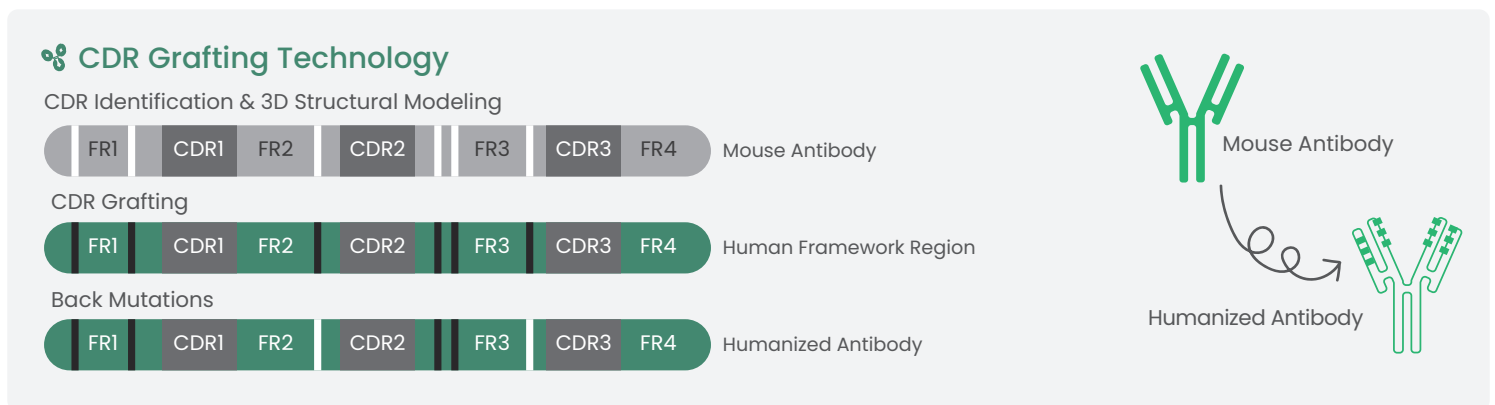 CDR Grafting Technology
CDR Identification & 3D Structural Modeling
FR1 CDR1 FR2 CDR2 FR3 CDR3 FR4 Mouse Antibody
CDR Grafting
FR1 CDR1 FR2 CDR2 FR3 CDR3 FR4 Human Framework Region
Back Mutations
FR1 CDR1 FR2 CDR2 FR3 CDR3 FR4 Humanized Antibody
Mouse Antibody
Humanized Antibody